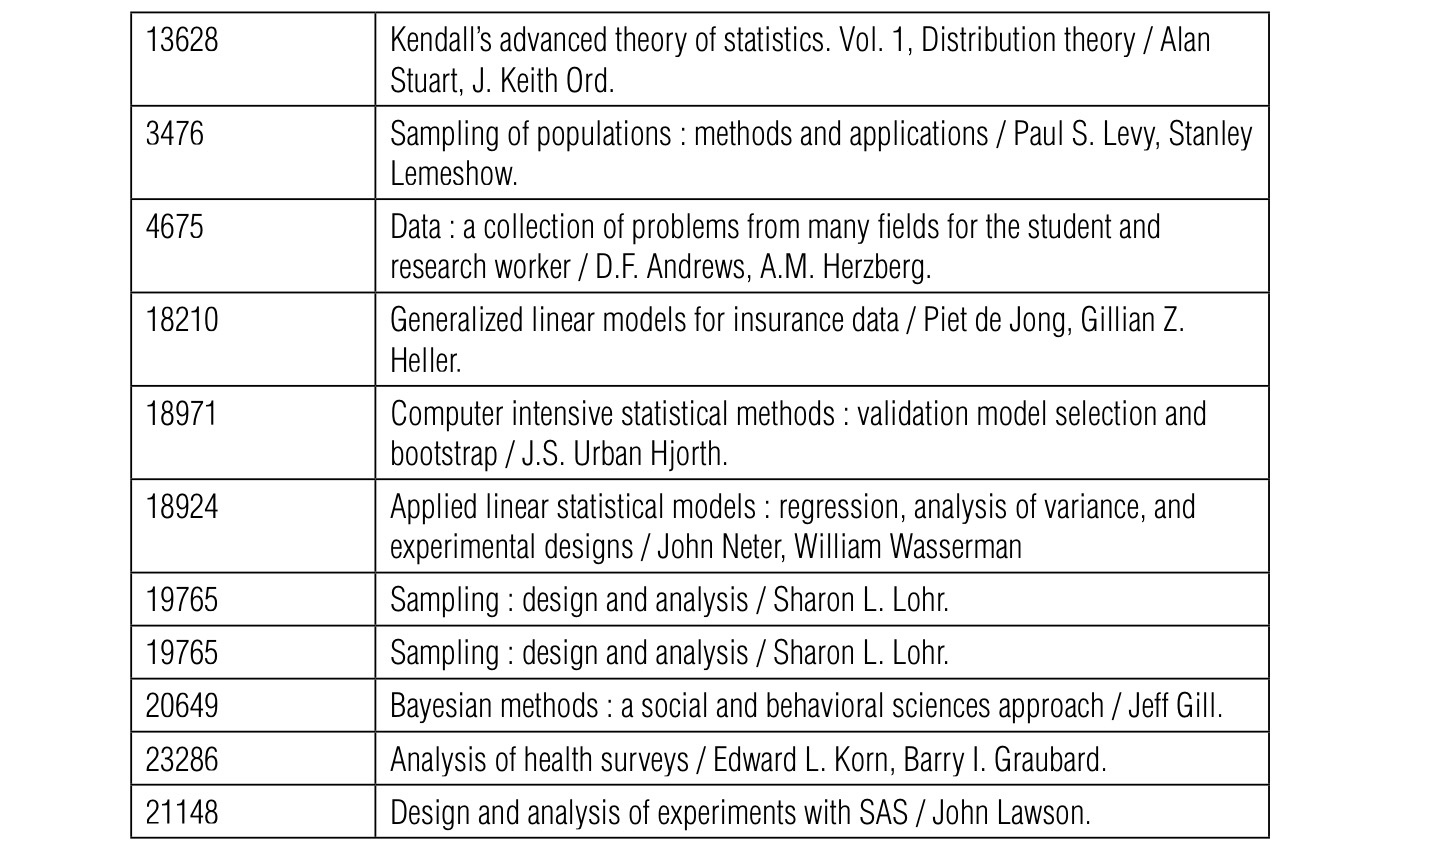 13628 Kendall’s advanced theory of statistics. Vol. 1, Distribution theory / Alan
Stuart, J. Keith Ord.
3476 Sampling of populations : methods and applications / Paul S. Levy, Stanley
Lemeshow.
4675 Data : a collection of problems from many fields for the student and
research worker / D.F. Andrews, A.M. Herzberg.
18210 Generalized linear models for insurance data / Piet de Jong, Gillian Z.
Heller.
18971 Computer intensive statistical methods : validation model selection and
bootstrap / J.S. Urban Hjorth.
18924 Applied linear statistical models : regression, analysis of variance, and
experimental designs / John Neter, William Wasserman
19765 Sampling : design and analysis / Sharon L. Lohr.
19765 Sampling : design and analysis / Sharon L. Lohr.
20649 Bayesian methods : a social and behavioral sciences approach / Jeff Gill.
23286 Analysis of health surveys / Edward L. Korn, Barry I. Graubard.
21148 Design and analysis of experiments with SAS / John Lawson.